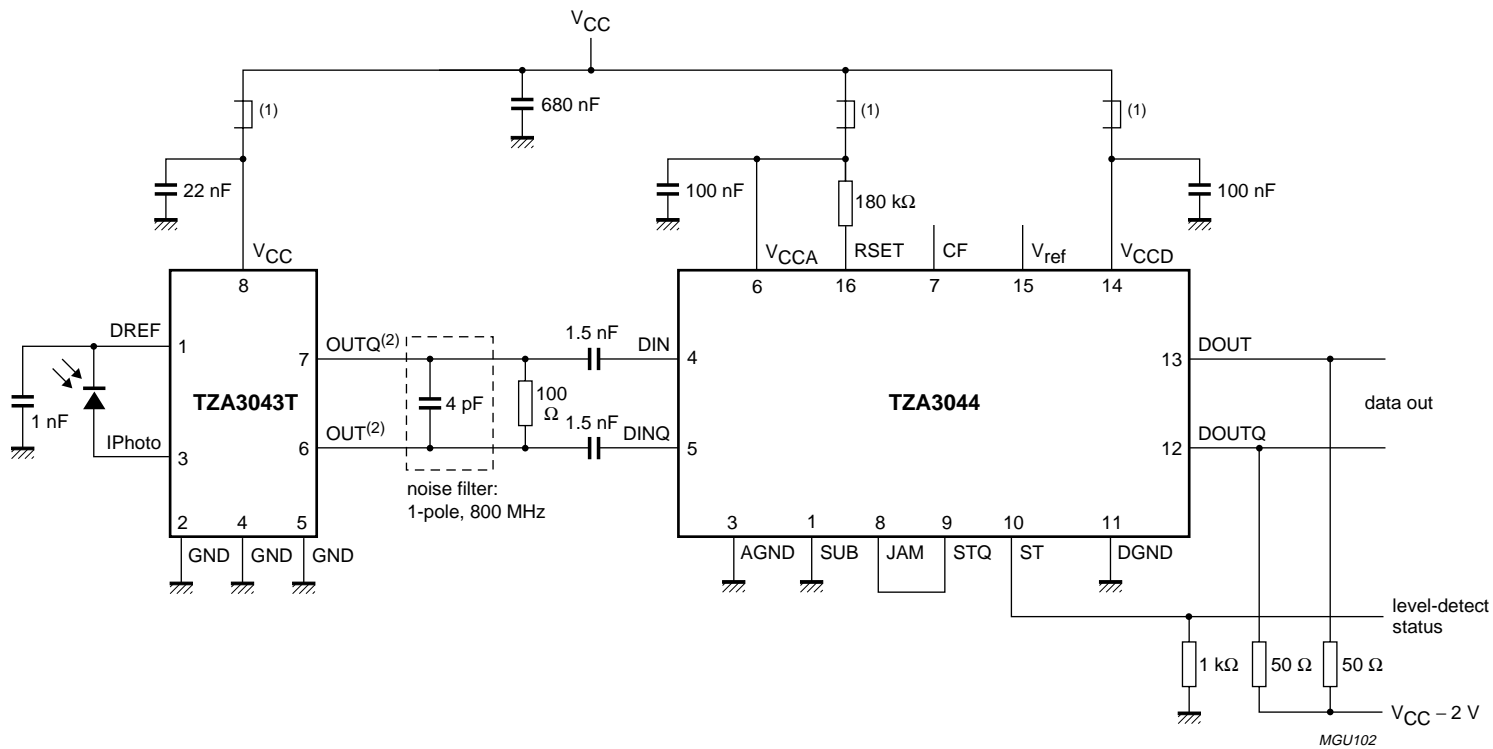 VCC
(1)
680 nF
(1)
(1)
22 nF
100 nF
180 kΩ
100 nF
VCC
VCCA
RSET
CF
Vref
VCCD
8
6
16
7
15
14
DREF
1
OUTQ(2)
7
1.5 nF
DIN
4
DOUT
13
1 nF
TZA3043T
4 pF
100
Ω
TZA3044
data out
IPhoto
3
OUT(2)
6
1.5 nF
DINQ
5
DOUTQ
12
noise filter:
1-pole, 800 MHz
2
4
5
3
1
8
9
10
11
GND
GND
GND
AGND
SUB
JAM
STQ
ST
DGND
level-detect
status
1 kΩ
50 Ω
50 Ω
VCC − 2 V
MGU102